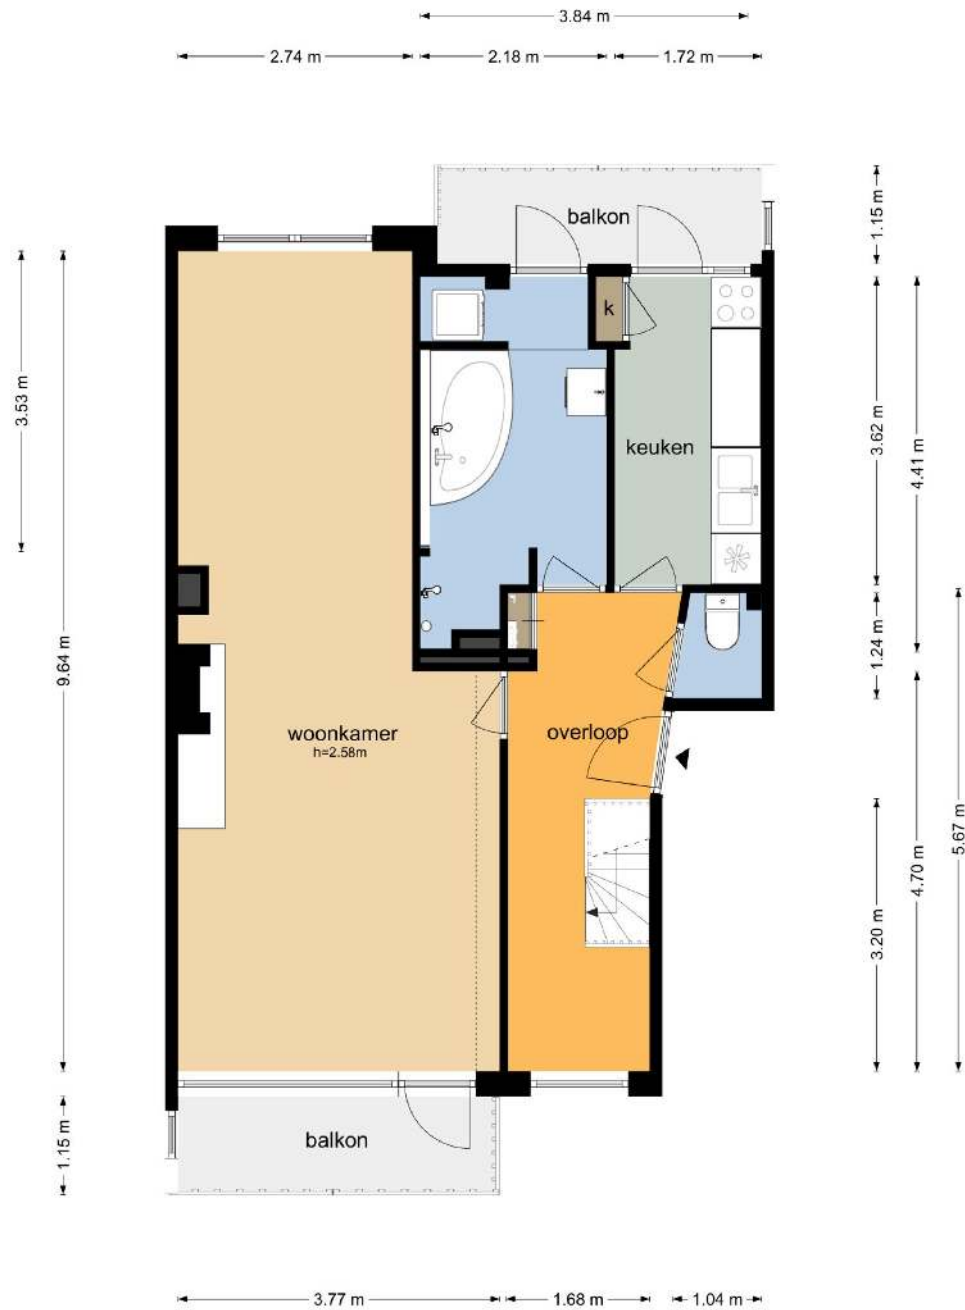 3.84 m
2.74 m
2.18 m
1.72 m
balkon
1.15 m
k
3.53 m
9.64 m
3.62 m
4.41 m
keuken
1.24 m
woonkamer
h=2.58m
overloop
5.67 m
4.70 m
3.20 m
balkon
1.15 m
3.77 m
1.68 m
1.04 m